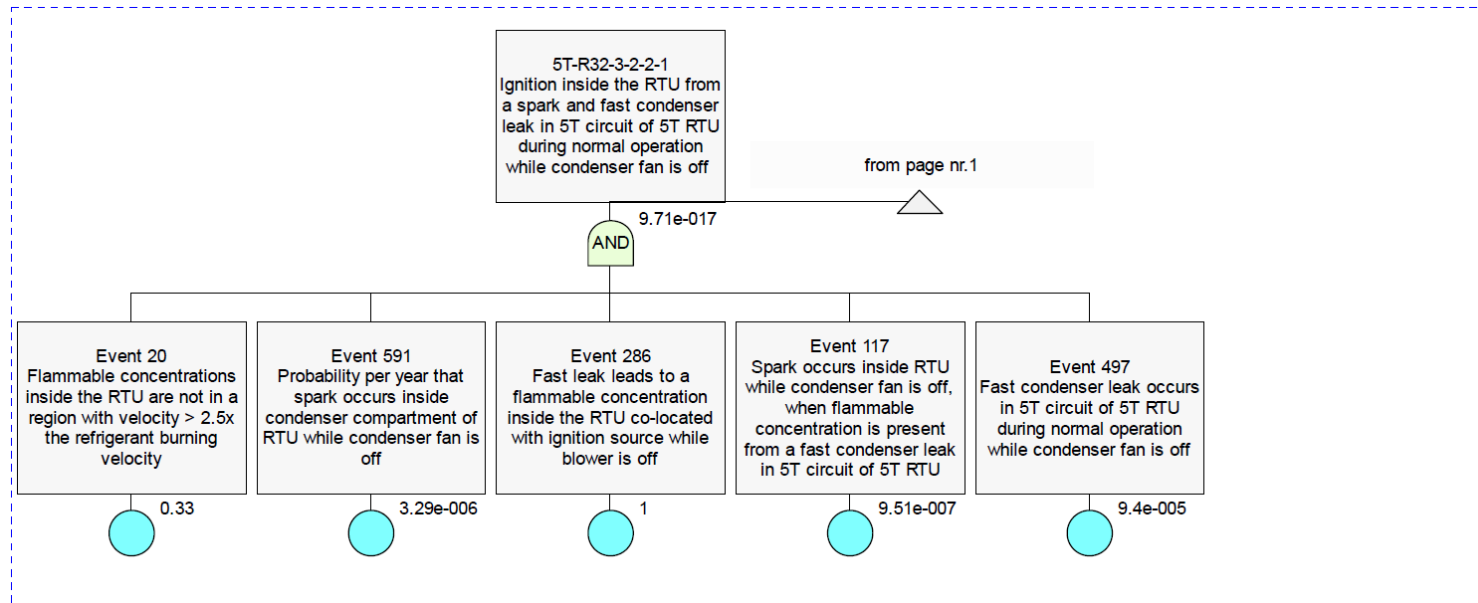 5T-R32-3-2-2-1
Ignition inside the RTU from
a spark and fast condenser
leak in 5T circuit of 5T RTU
during normal operation
while condenser fan is off
from page nr.1
9.71e-017
AND
Event 20
Flammable concentrations
inside the RTU are not in a
region with velocity > 2.5x
the refrigerant burning
velocity
0.33
Event 591
Probability per year that
spark occurs inside
condenser compartment of
RTU while condenser fan is
off
3.29e-006
Event 286
Fast leak leads to a
flammable concentration
inside the RTU co-located
with ignition source while
blower is off
1
Event 117
Spark occurs inside RTU
while condenser fan is off,
when flammable
concentration is present
from a fast condenser leak
in 5T circuit of 5T RTU
9.51e-007
Event 497
Fast condenser leak occurs
in 5T circuit of 5T RTU
during normal operation
while condenser fan is off
9.4e-005